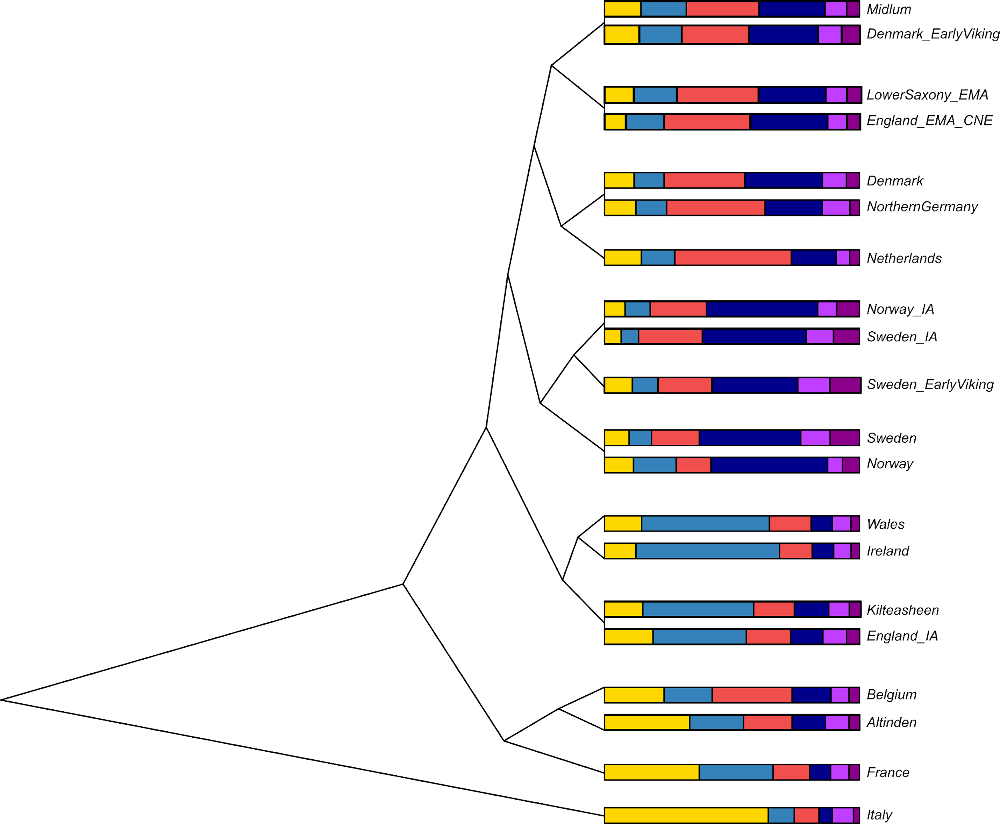 Midlum
Denmark_EarlyViking
LowerSaxony_EMA
England_EMA_CNE
Denmark
NorthernGermany
Netherlands
Norway_IA
Sweden_IA
Sweden_EarlyViking
Sweden
Norway
Wales
Ireland
Kilteasheen
England_IA
Belgium
Altinden
France
Italy